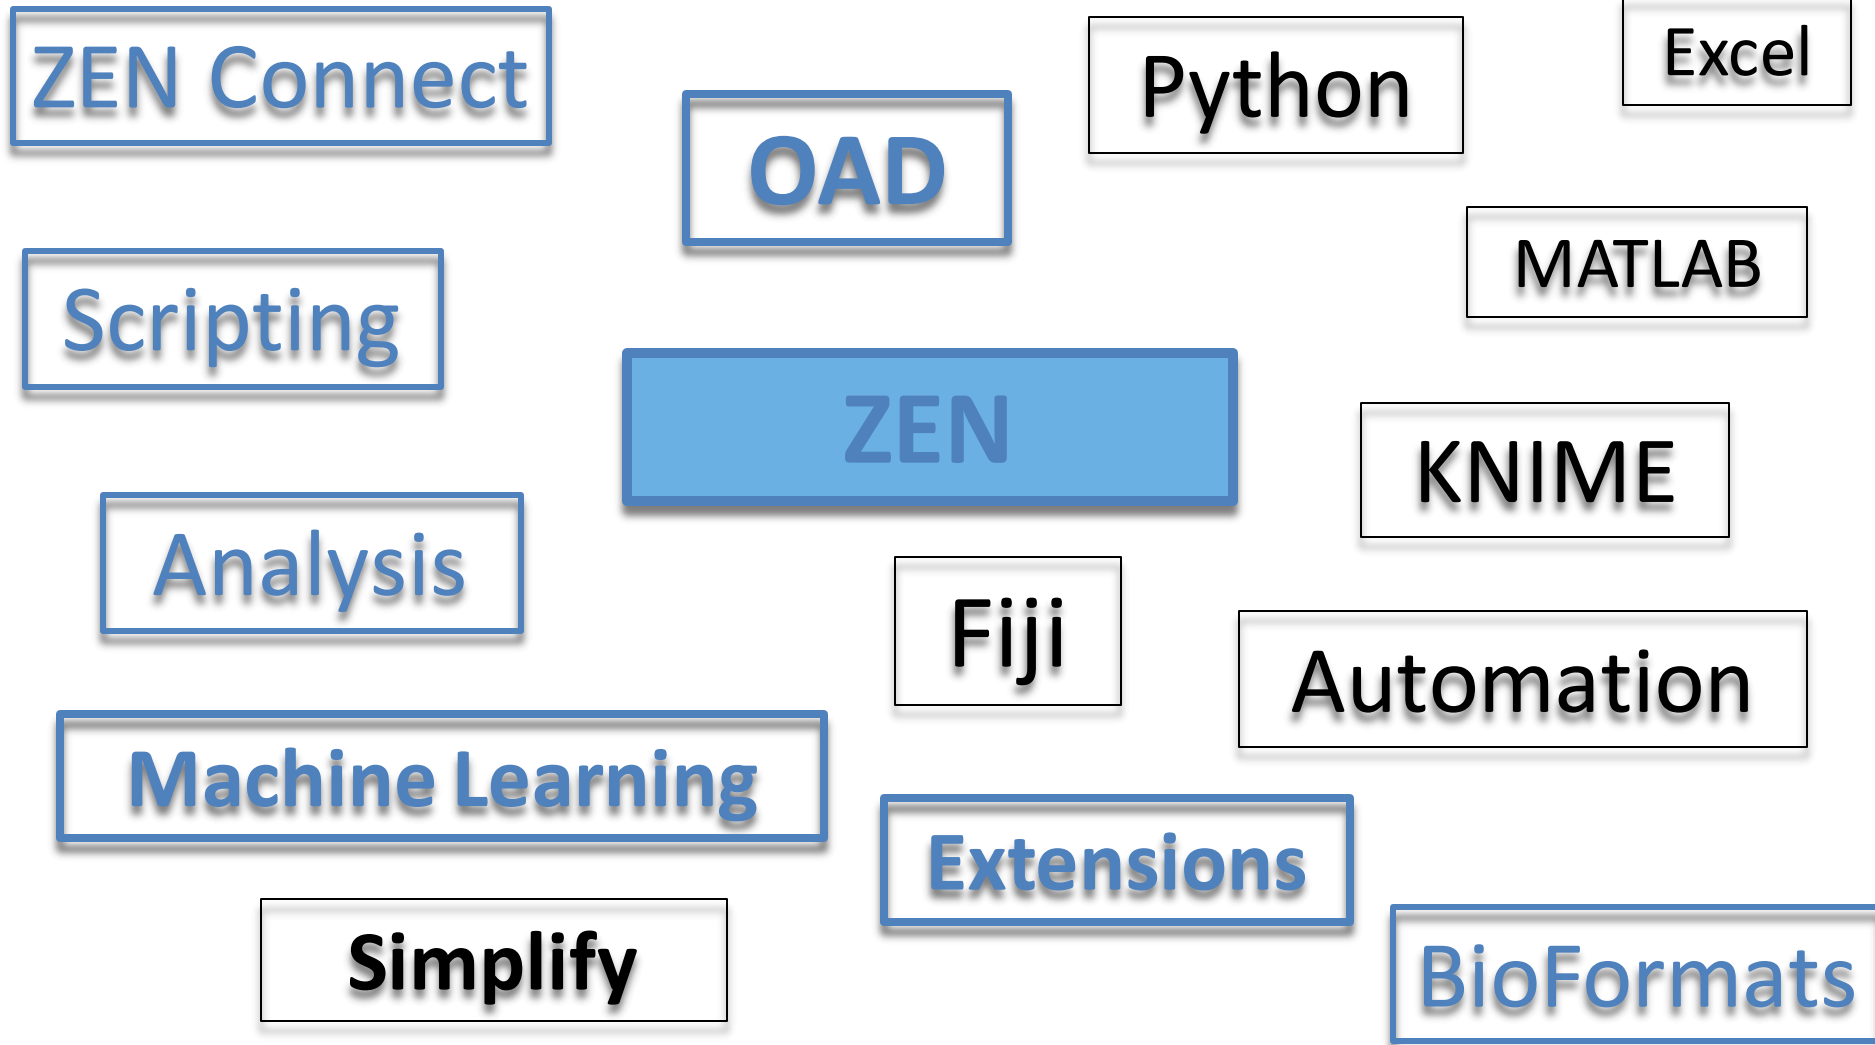 ZEN Connect
Python
Excel
OAD
MATLAB
Scripting
ZEN
KNIME
Analysis
Fiji
Automation
Machine Learning
Extensions
Simplify
BioFormats